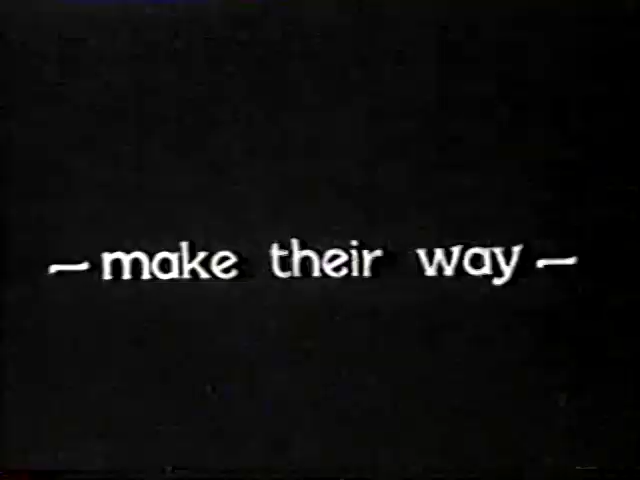 — make their way —